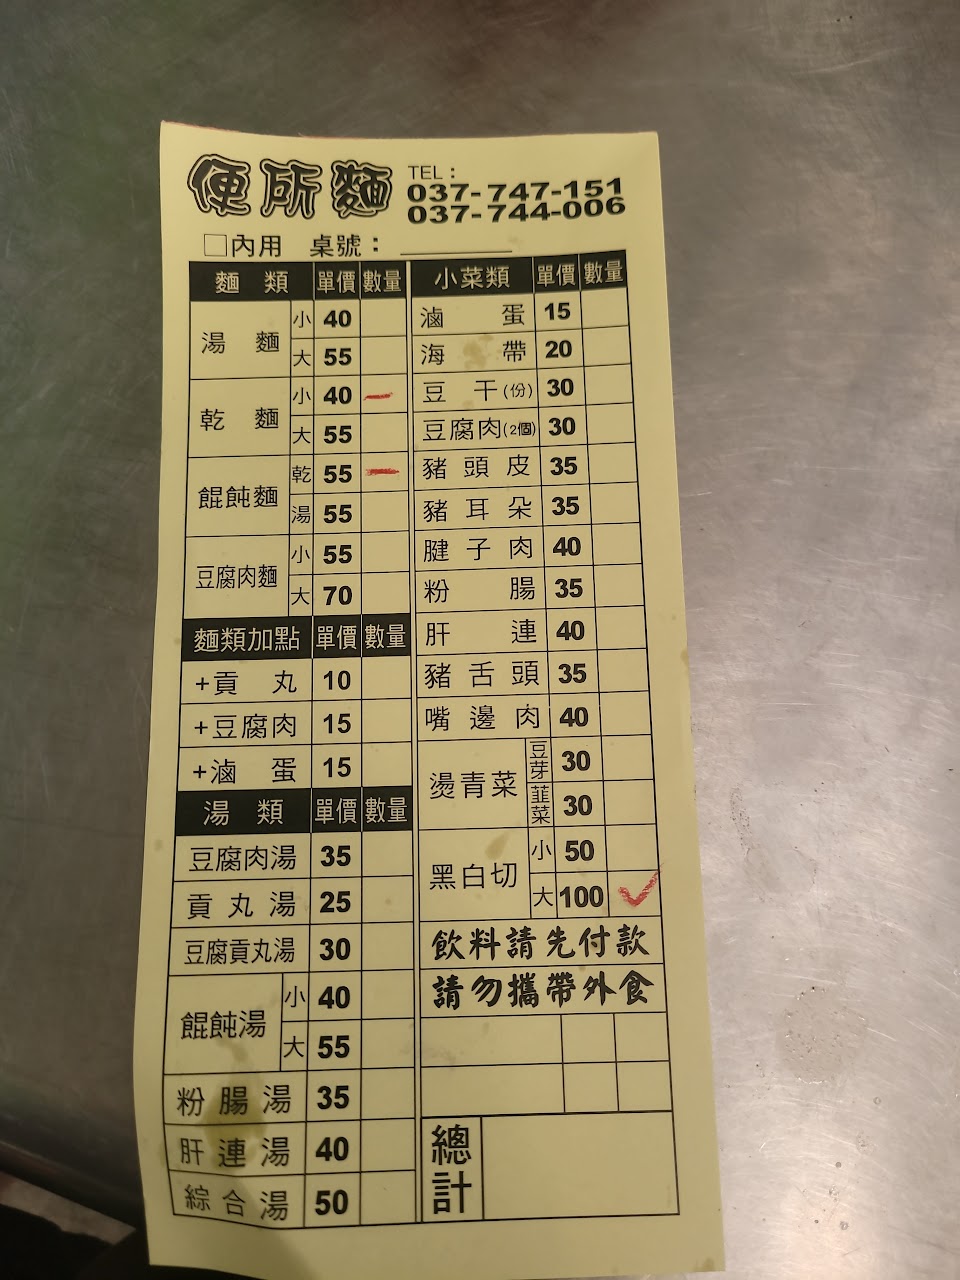 便所麵
TEL：
037-747-151
037-744-006
□內用 桌號：
麵類 單價 數量
湯麵 小 40
大 55
乾麵 小 40 一
大 55
餛飩麵 乾 55 一
湯 55
豆腐肉麵 小 55
大 70
麵類加點 單價 數量
+貢丸 10
+豆腐肉 15
+滷蛋 15
湯類 單價 數量
豆腐肉湯 35
貢丸湯 25
豆腐貢丸湯 30
餛飩湯 小 40
大 55
粉腸湯 35
肝連湯 40
綜合湯 50
小菜類 單價 數量
滷蛋 15
海帶 20
豆干(份) 30
豆腐肉(2個) 30
豬頭皮 35
豬耳朵 35
腱子肉 40
粉腸 35
肝連 40
豬舌頭 35
嘴邊肉 40
燙青菜 豆芽 30
韮菜 30
黑白切 小 50
大 100 ✓
飲料請先付款
請勿攜帶外食
總計